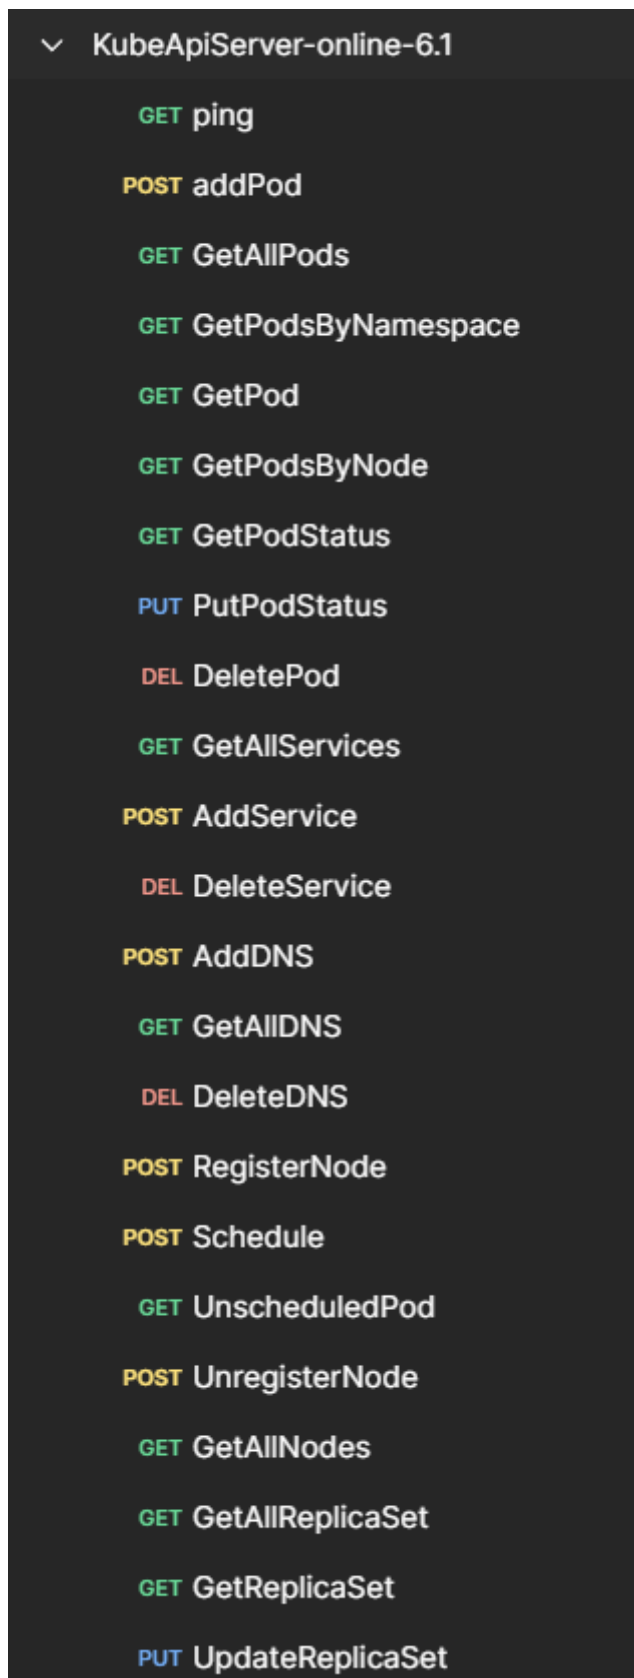 KubeApiServer-online-6.1
GET ping
POST addPod
GET GetAllPods
GET GetPodsByNamespace
GET GetPod
GET GetPodsByNode
GET GetPodStatus
PUT PutPodStatus
DEL DeletePod
GET GetAllServices
POST AddService
DEL DeleteService
POST AddDNS
GET GetAllDNS
DEL DeleteDNS
POST RegisterNode
POST Schedule
GET UnscheduledPod
POST UnregisterNode
GET GetAllNodes
GET GetAllReplicaSet
GET GetReplicaSet
PUT UpdateReplicaSet